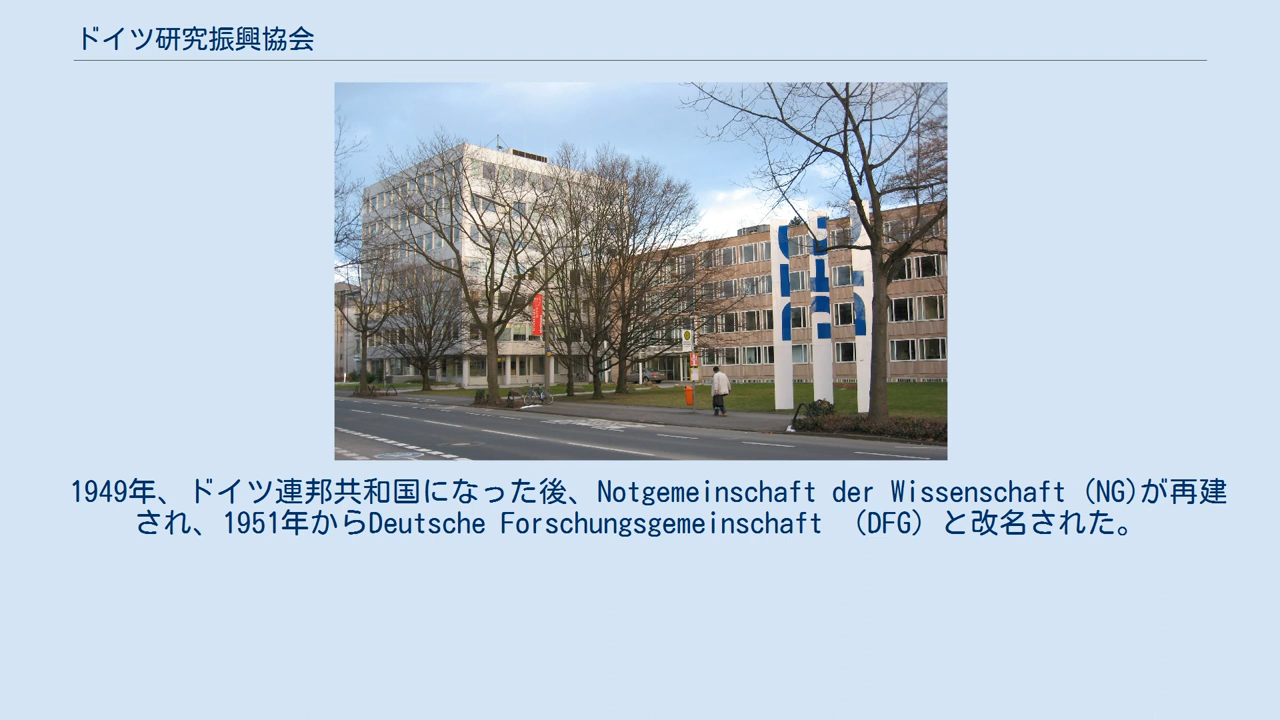 ドイツ研究振興協会
1949年、ドイツ連邦共和国になった後、Notgemeinschaft der Wissenschaft (NG)が再建
され、1951年からDeutsche Forschungsgemeinschaft （DFG）と改名された。